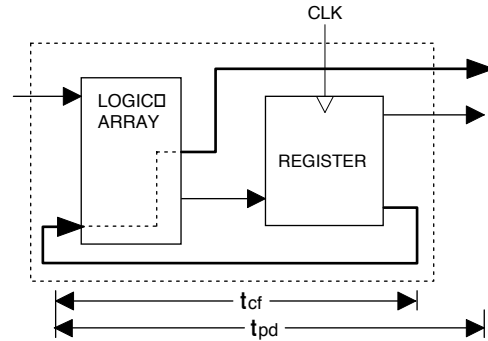 CLK
LOGIC□
ARRAY
REGISTER
tcf
tpd